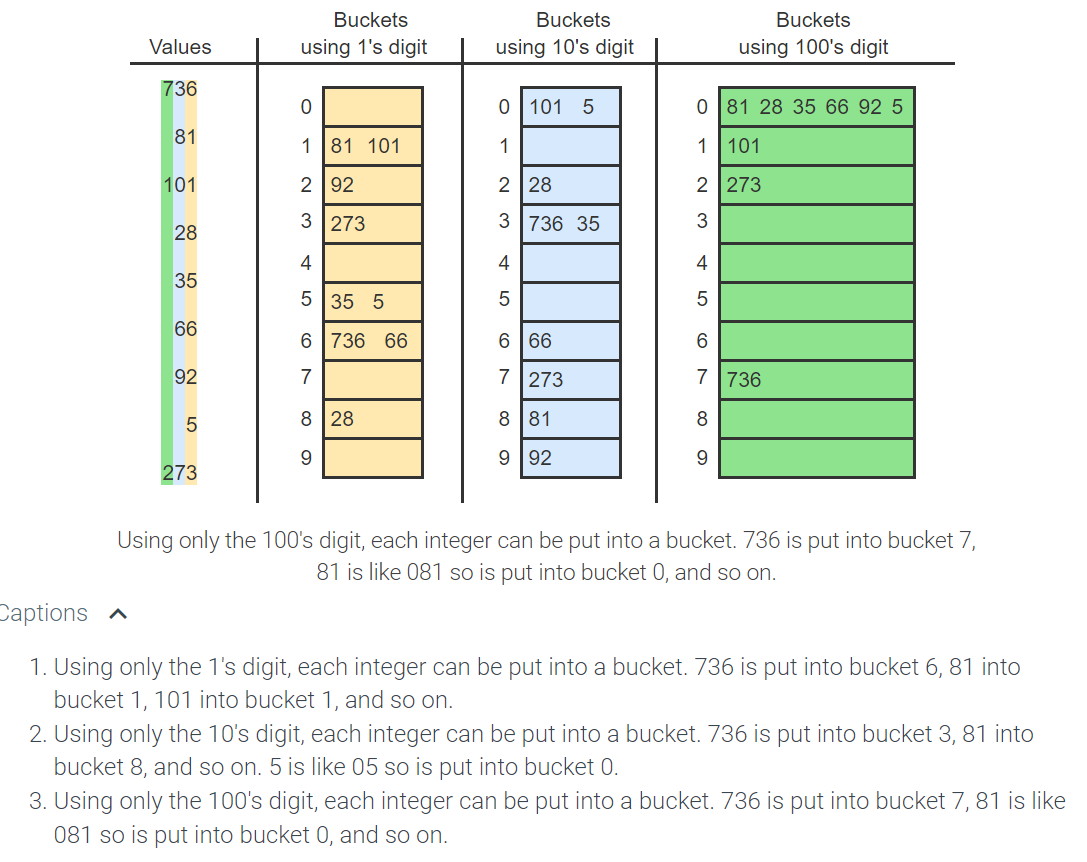 Values
Buckets
using 1's digit
Buckets
using 10's digit
Buckets
using 100's digit
736
81
101
28
35
66
92
5
273
0
1 81 101
2 92
3 273
4
5 35 5
6 736 66
7
8 28
9
0 101 5
1
2 28
3 736 35
4
5
6 66
7 273
8 81
9 92
0 81 28 35 66 92 5
1 101
2 273
3
4
5
6
7 736
8
9
Using only the 100's digit, each integer can be put into a bucket. 736 is put into bucket 7,
81 is like 081 so is put into bucket 0, and so on.
Captions
1. Using only the 1's digit, each integer can be put into a bucket. 736 is put into bucket 6, 81 into
bucket 1, 101 into bucket 1, and so on.
2. Using only the 10's digit, each integer can be put into a bucket. 736 is put into bucket 3, 81 into
bucket 8, and so on. 5 is like 05 so is put into bucket 0.
3. Using only the 100's digit, each integer can be put into a bucket. 736 is put into bucket 7, 81 is like
081 so is put into bucket 0, and so on.